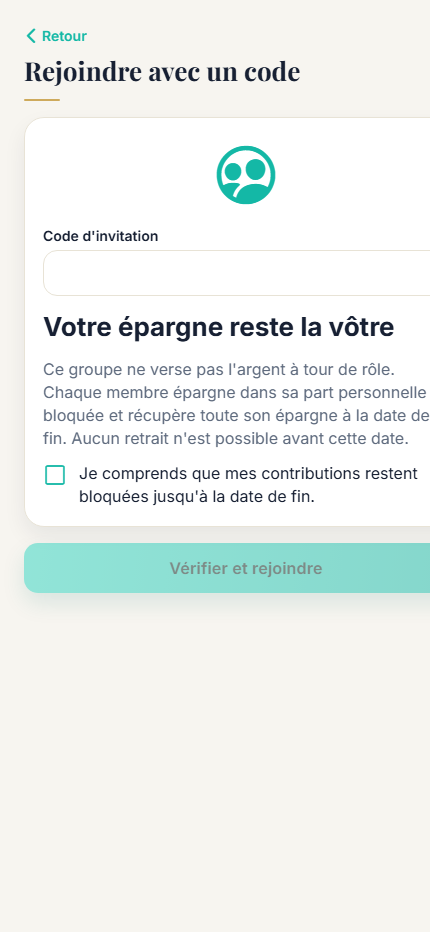 Retour
Rejoindre avec un code
Code d'invitation
Votre épargne reste la vôtre
Ce groupe ne verse pas l'argent à tour de rôle.
Chaque membre épargne dans sa part personnelle
bloquée et récupère toute son épargne à la date de
fin. Aucun retrait n'est possible avant cette date.
Je comprends que mes contributions restent
bloquées jusqu'à la date de fin.
Vérifier et rejoindre